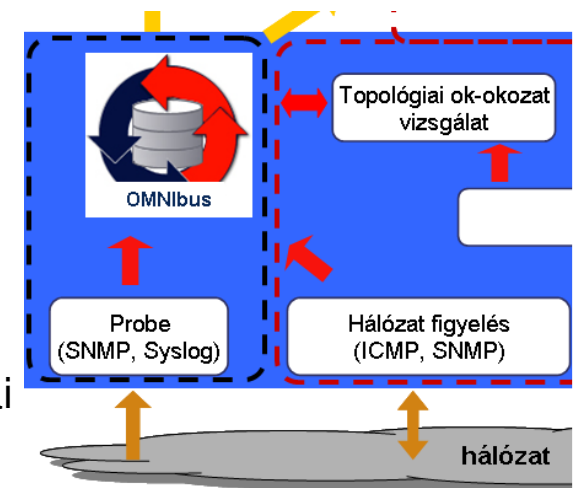 Topológiai ok-okozat
vizsgálat
OMNIbus
Probe
(SNMP, Syslog)
Hálózat figyelés
(ICMP, SNMP)
hálózat